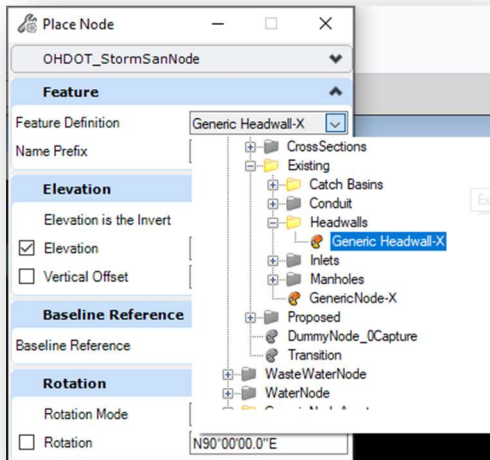 Place Node
OHDOT_StormSanNode
Feature
Feature Definition
Generic Headwall-X
Name Prefix
CrossSections
Existing
Catch Basins
Conduit
Headwalls
Generic Headwall-X
Inlets
Manholes
GenericNode-X
Proposed
DummyNode_0Capture
Transition
WasteWaterNode
WaterNode
Elevation
Elevation is the Invert
Elevation
Vertical Offset
Baseline Reference
Baseline Reference
Rotation
Rotation Mode
Rotation
N90°00'00.0"E